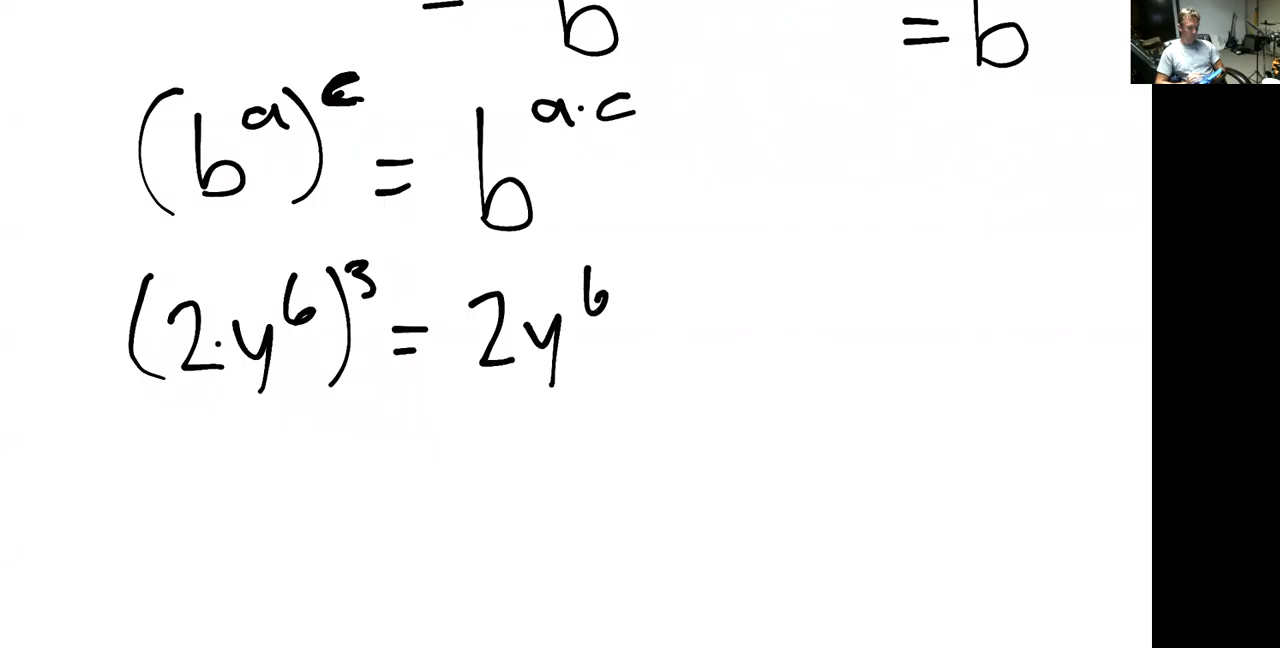 = b = b
(b^a)^c = b^{a·c}
(2·y^6)^3 = 2y^6